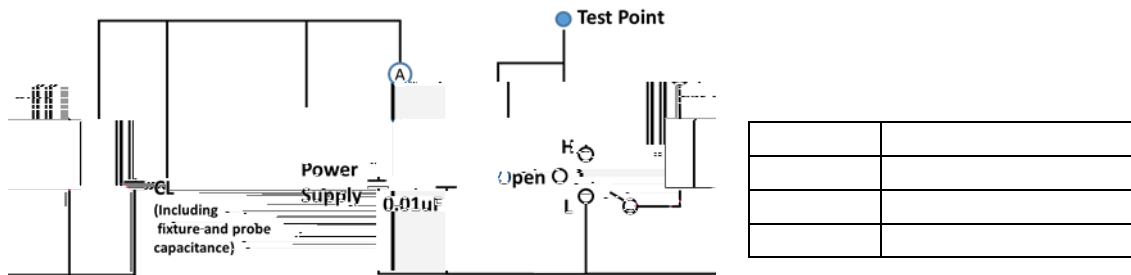 Test Point
A
H
Power
Open
CL
Supply
0.01uF
L
(Including
fixture and probe
capacitance)